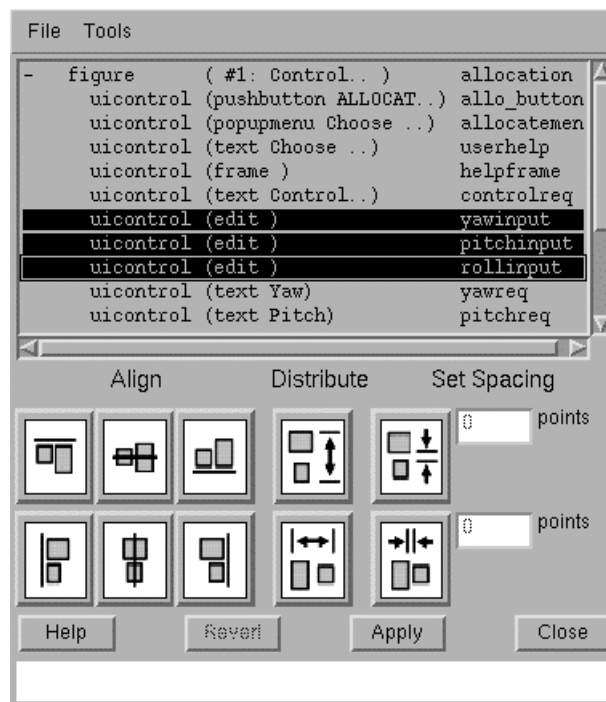 File Tools
- figure ( #1: Control.. ) allocation
uicontrol (pushbutton ALLOCAT..) allo_button
uicontrol (popupmenu Choose ..) allocatemen
uicontrol (text Choose ..) userhelp
uicontrol (frame ) helpframe
uicontrol (text Control..) controlreq
uicontrol (edit ) yawinput
uicontrol (edit ) pitchinput
uicontrol (edit ) rollinput
uicontrol (text Yaw) yawreq
uicontrol (text Pitch) pitchreq
Align Distribute Set Spacing
0 points
0 points
Help Revert Apply Close